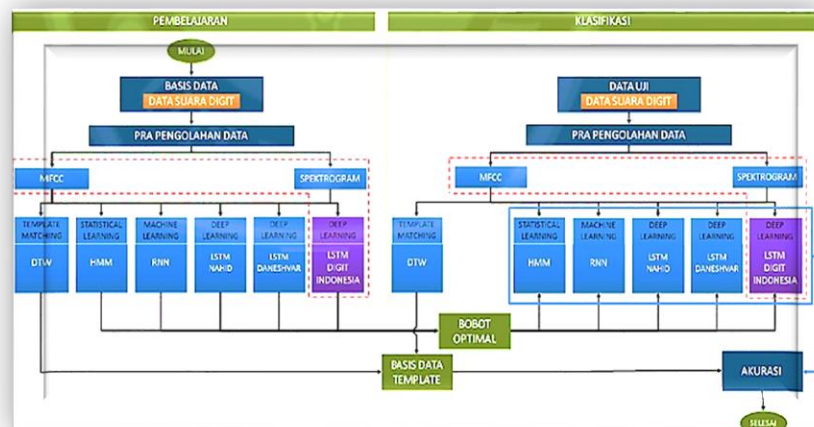 PEMBELAJARAN
KLASIFIKASI
MULAI
BASIS DATA
DATA SUARA DIGIT
DATA UJI
DATA SUARA DIGIT
PRA PENGOLAHAN DATA
PRA PENGOLAHAN DATA
MFCC
SPEKTROGRAM
MFCC
SPEKTROGRAM
TEMPLATE
MATCHING
DTW
STATISTICAL
LEARNING
HMM
MACHINE
LEARNING
RNN
DEEP
LEARNING
LSTM
NAHID
DEEP
LEARNING
LSTM
DANESHVAR
DEEP
LEARNING
LSTM
DIGIT
INDONESIA
TEMPLATE
MATCHING
DTW
STATISTICAL
LEARNING
HMM
MACHINE
LEARNING
RNN
DEEP
LEARNING
LSTM
NAHID
DEEP
LEARNING
LSTM
DANESHVAR
DEEP
LEARNING
LSTM
DIGIT
INDONESIA
BOBOT
OPTIMAL
BASIS DATA
TEMPLATE
AKURASI
SELESAI